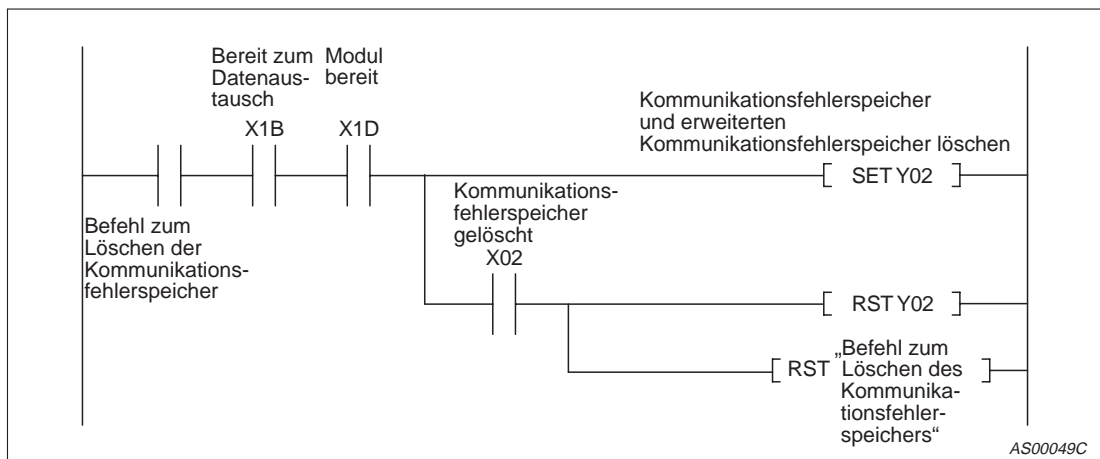 Bereit zum
Datenaus-
tausch
X1B
Modul
bereit
X1D
Kommunikationsfehlerspeicher
und erweiterten
Kommunikationsfehlerspeicher löschen
SET Y02
Befehl zum
Löschen der
Kommunikations-
fehlerspeicher
Kommunikations-
fehlerspeicher
gelöscht
X02
RST Y02
RST „Befehl zum
Löschen des
Kommunika-
tionsfehler-
speichers“
AS00049C